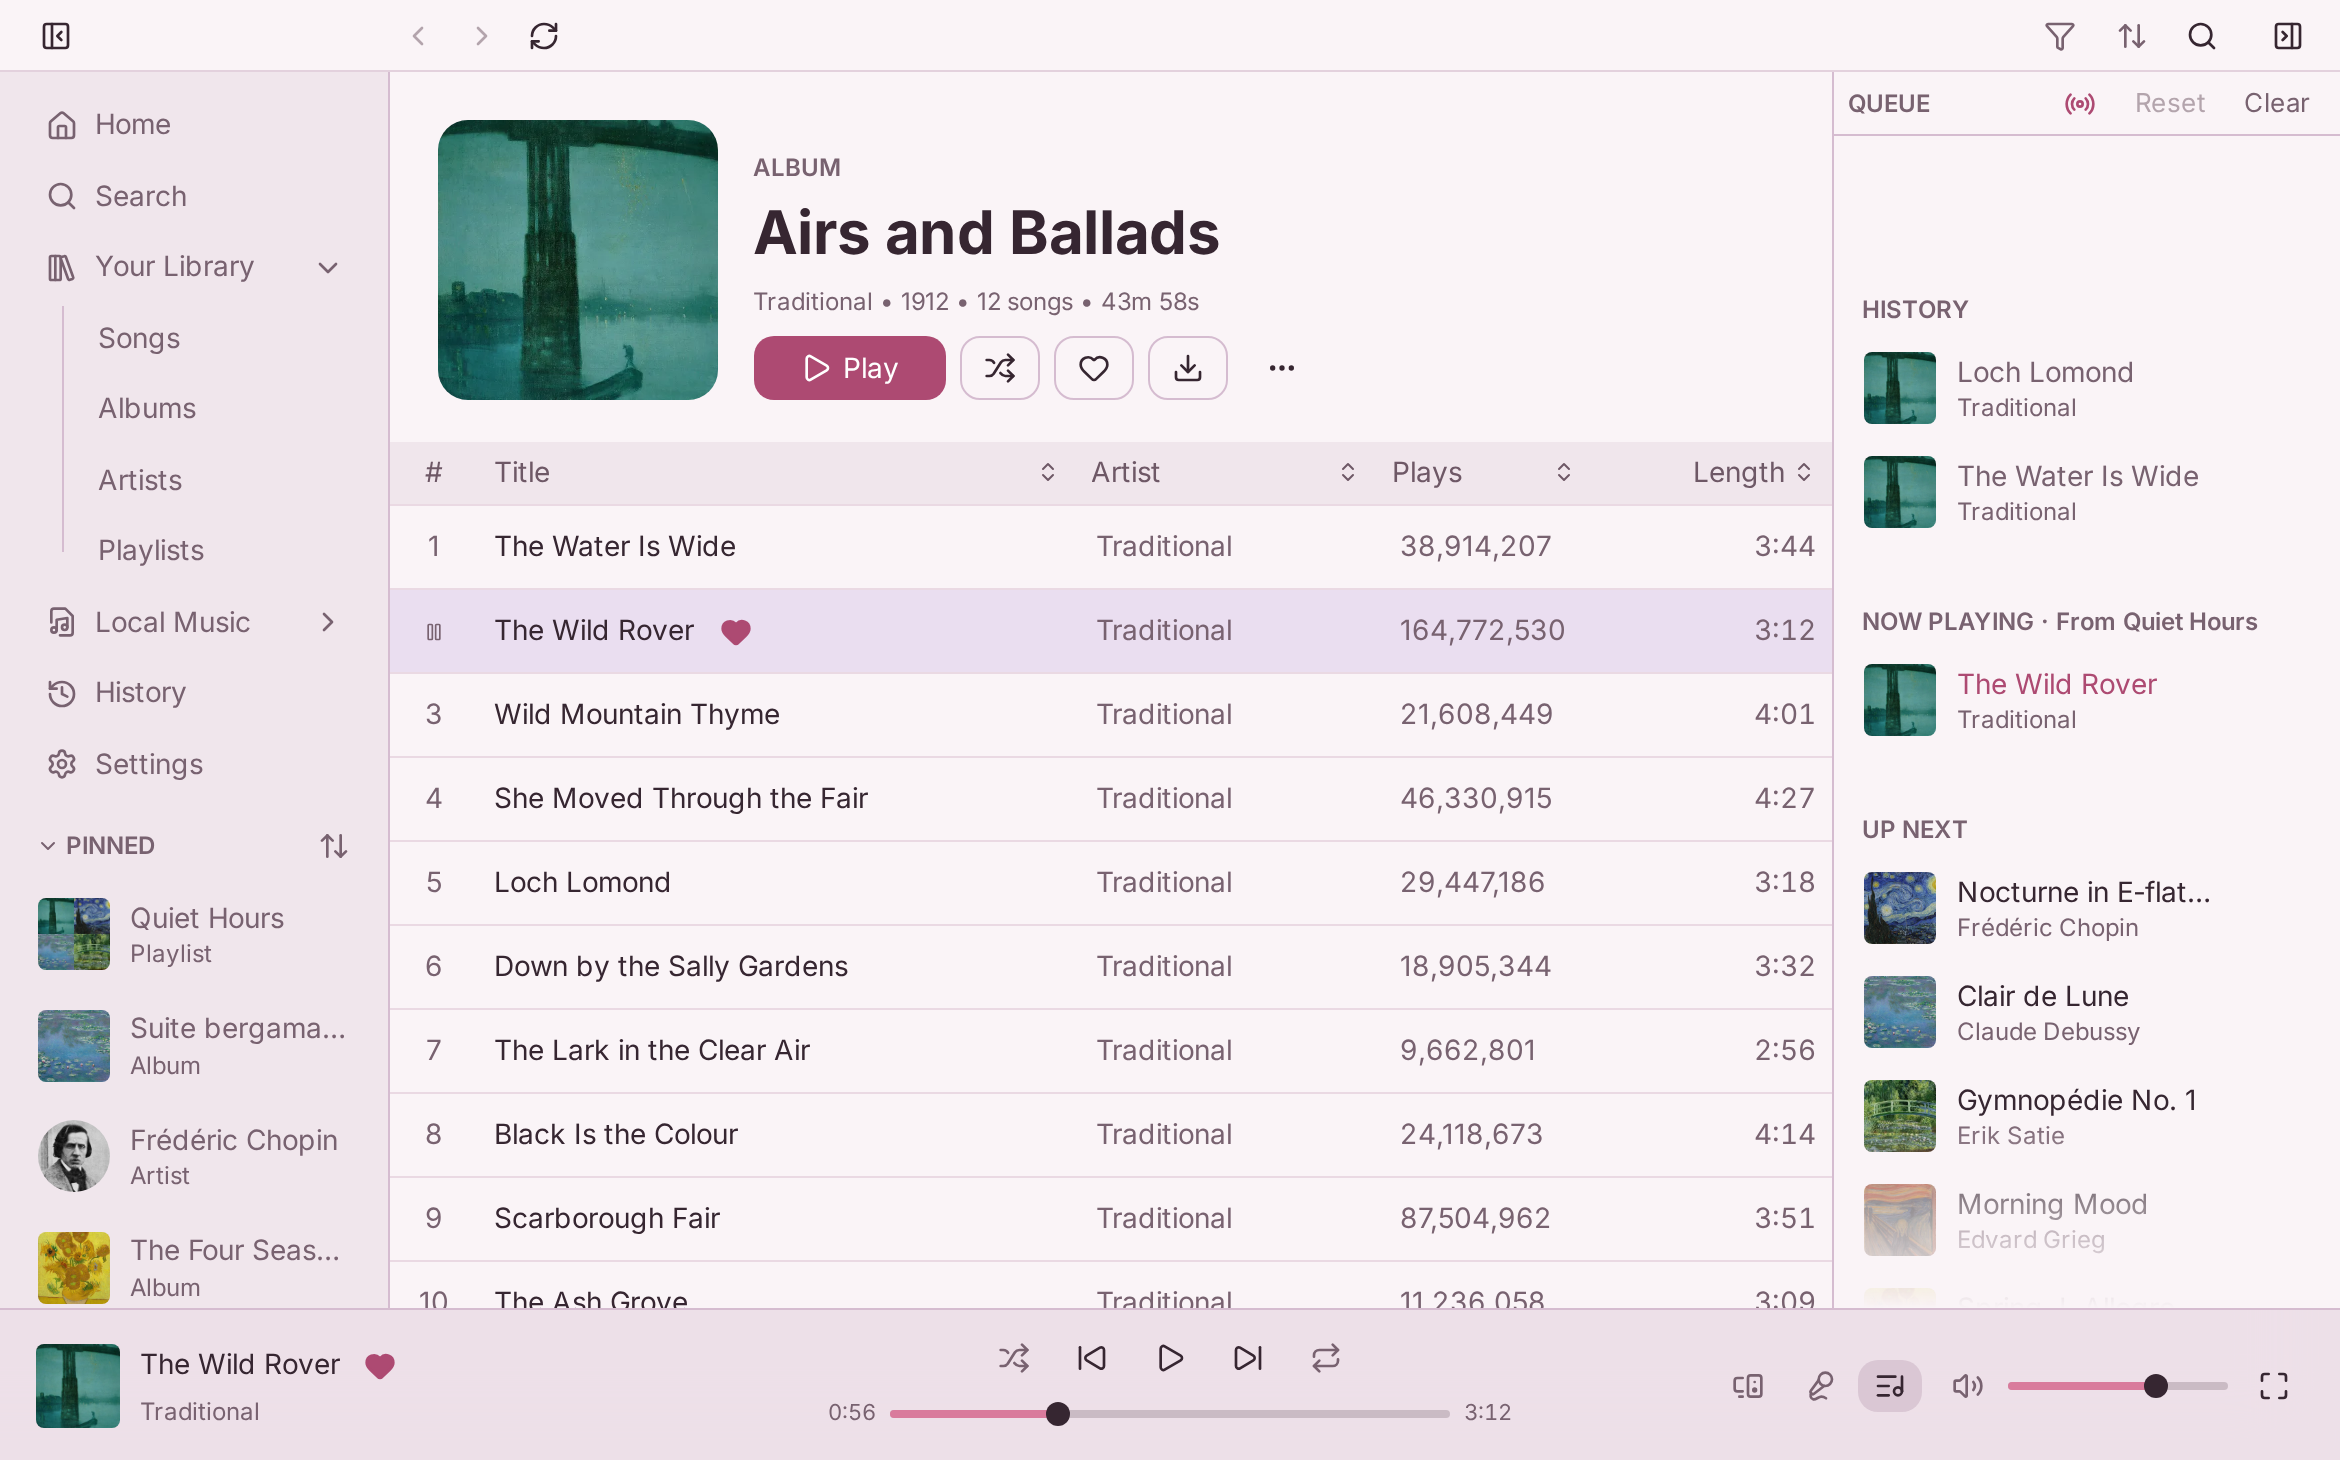 Home
Search
Your Library
Songs
Albums
Artists
Playlists
Local Music
History
Settings
PINNED
Quiet Hours
Playlist
Suite bergama...
Album
Frédéric Chopin
Artist
The Four Seas...
Album
ALBUM
Airs and Ballads
Traditional • 1912 • 12 songs • 43m 58s
Play
# Title Artist Plays Length
1 The Water Is Wide Traditional 38,914,207 3:44
The Wild Rover Traditional 164,772,530 3:12
3 Wild Mountain Thyme Traditional 21,608,449 4:01
4 She Moved Through the Fair Traditional 46,330,915 4:27
5 Loch Lomond Traditional 29,447,186 3:18
6 Down by the Sally Gardens Traditional 18,905,344 3:32
7 The Lark in the Clear Air Traditional 9,662,801 2:56
8 Black Is the Colour Traditional 24,118,673 4:14
9 Scarborough Fair Traditional 87,504,962 3:51
10 The Ash Grove Traditional 11,236,058 3:09
QUEUE Reset Clear
HISTORY
Loch Lomond
Traditional
The Water Is Wide
Traditional
NOW PLAYING · From Quiet Hours
The Wild Rover
Traditional
UP NEXT
Nocturne in E-flat...
Frédéric Chopin
Clair de Lune
Claude Debussy
Gymnopédie No. 1
Erik Satie
Morning Mood
Edvard Grieg
The Wild Rover
Traditional
0:56 3:12